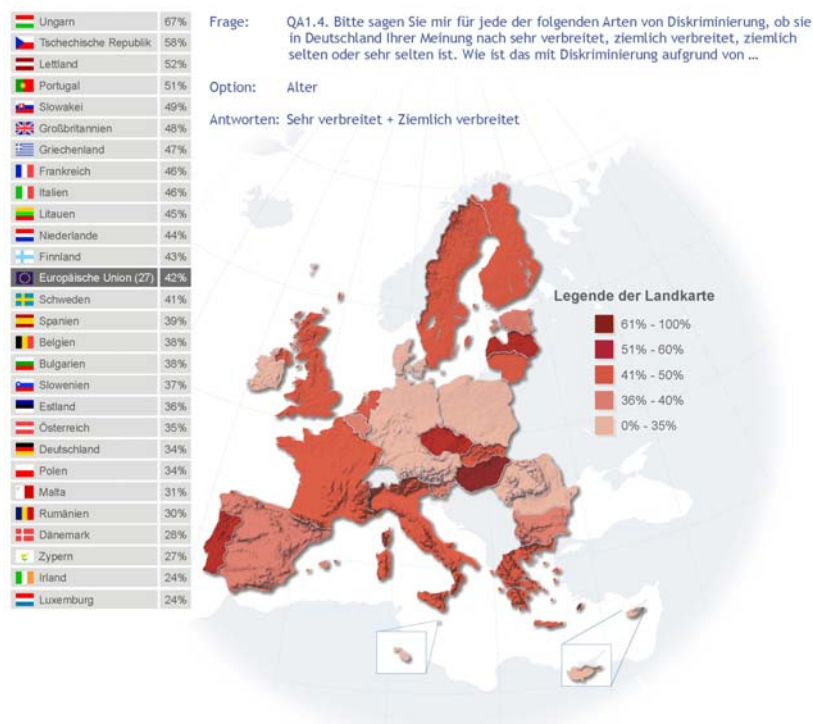 Ungarn 67%
Tschechische Republik 58%
Lettland 52%
Portugal 51%
Slowakei 49%
Großbritannien 48%
Griechenland 47%
Frankreich 46%
Italien 46%
Litauen 45%
Niederlande 44%
Finnland 43%
Europäische Union (27) 42%
Schweden 41%
Spanien 39%
Belgien 38%
Bulgarien 38%
Slowenien 37%
Estland 36%
Österreich 35%
Deutschland 34%
Polen 34%
Malta 31%
Rumänien 30%
Dänemark 28%
Zypern 27%
Irland 24%
Luxemburg 24%
Frage: QA1.4. Bitte sagen Sie mir für jede der folgenden Arten von Diskriminierung, ob sie
in Deutschland Ihrer Meinung nach sehr verbreitet, ziemlich verbreitet, ziemlich
selten oder sehr selten ist. Wie ist das mit Diskriminierung aufgrund von ...
Option: Alter
Antworten: Sehr verbreitet + Ziemlich verbreitet
Legende der Landkarte
61% - 100%
51% - 60%
41% - 50%
36% - 40%
0% - 35%